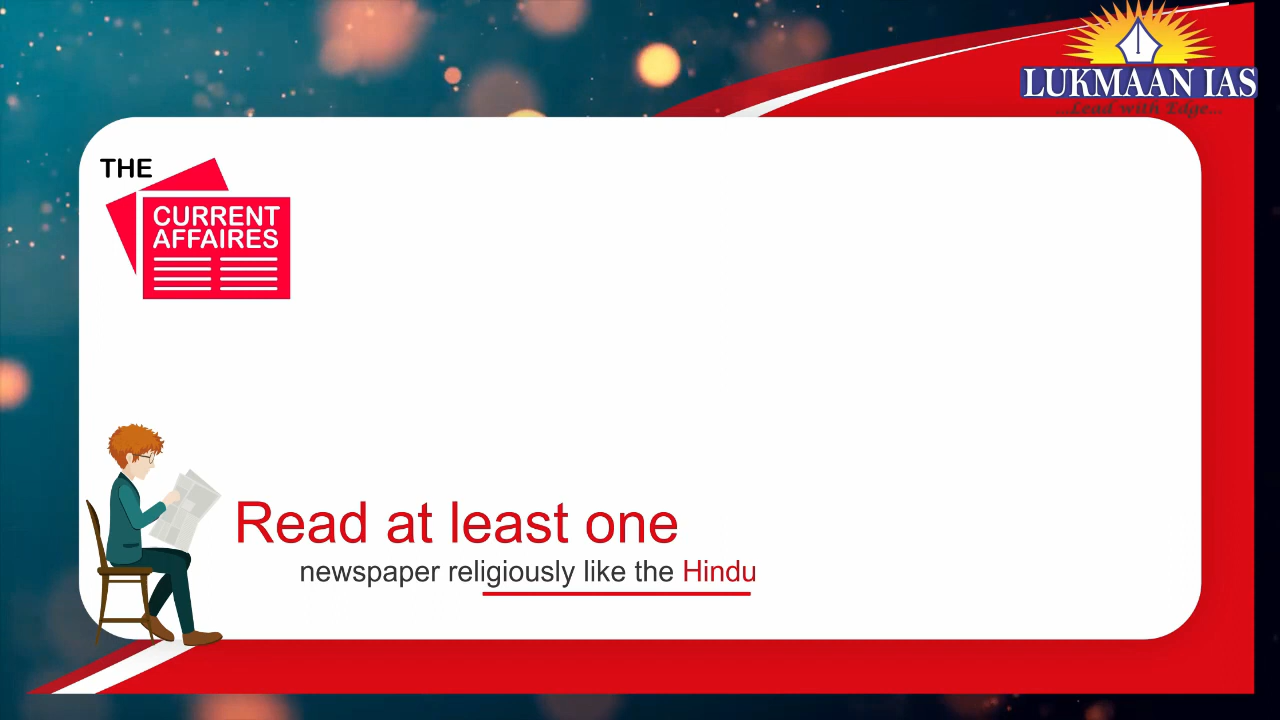 LUKMAAN IAS
...Lead with Edge...
THE
CURRENT
AFFAIRES
Read at least one
newspaper religiously like the Hindu